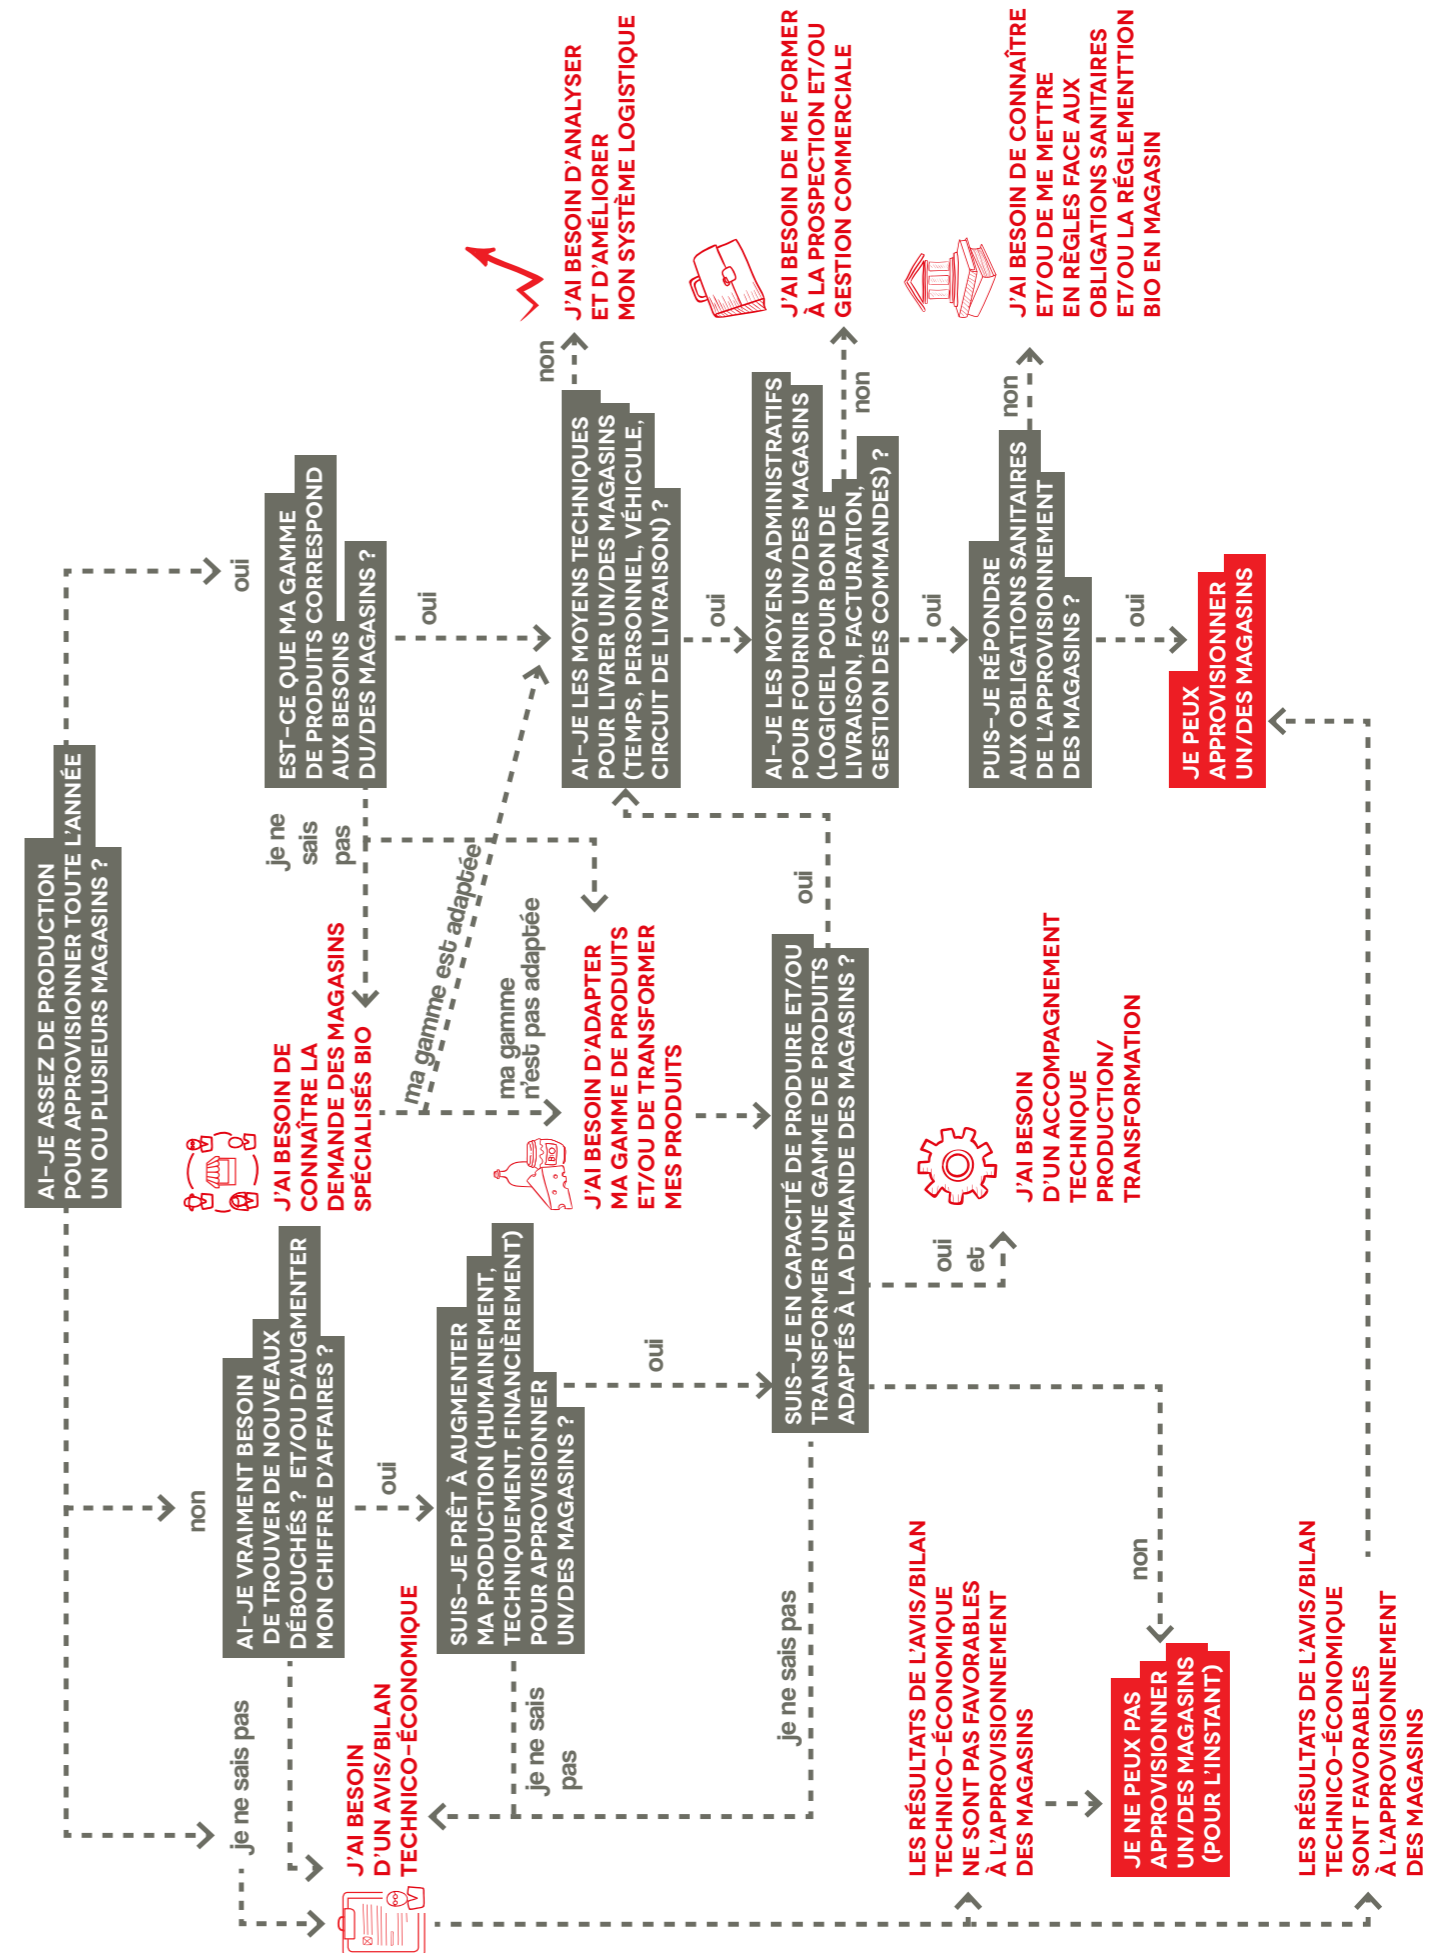 AI-JE ASSEZ DE PRODUCTION
POUR APPROVISIONNER TOUTE L'ANNÉE
UN OU PLUSIEURS MAGASINS ?
je ne sais pas
non
oui
J'AI BESOIN
D'UN AVIS/BILAN
TECHNICO-ÉCONOMIQUE
AI-JE VRAIMENT BESOIN
DE TROUVER DE NOUVEAUX
DÉBOUCHÉS ? ET/OU D'AUGMENTER
MON CHIFFRE D'AFFAIRES ?
J'AI BESOIN DE
CONNAÎTRE LA
DEMANDE DES MAGASINS
SPÉCIALISÉS BIO
je ne
sais
pas
EST-CE QUE MA GAMME
DE PRODUITS CORRESPOND
AUX BESOINS
DU/DES MAGASINS ?
oui
ma gamme est adaptée
oui
SUIS-JE PRÊT À AUGMENTER
MA PRODUCTION (HUMAINEMENT,
TECHNIQUEMENT, FINANCIÈREMENT)
POUR APPROVISIONNER
UN/DES MAGASINS ?
ma gamme
n'est pas adaptée
je ne sais
pas
oui
J'AI BESOIN D'ADAPTER
MA GAMME DE PRODUITS
ET/OU DE TRANSFORMER
MES PRODUITS
AI-JE LES MOYENS TECHNIQUES
POUR LIVRER UN/DES MAGASINS
(TEMPS, PERSONNEL, VÉHICULE,
CIRCUIT DE LIVRAISON) ?
non
J'AI BESOIN D'ANALYSER
ET D'AMÉLIORER
MON SYSTÈME LOGISTIQUE
oui
je ne sais pas
SUIS-JE EN CAPACITÉ DE PRODUIRE ET/OU
TRANSFORMER UNE GAMME DE PRODUITS
ADAPTÉS À LA DEMANDE DES MAGASINS ?
oui
AI-JE LES MOYENS ADMINISTRATIFS
POUR FOURNIR UN/DES MAGASINS
(LOGICIEL POUR BON DE
LIVRAISON, FACTURATION,
GESTION DES COMMANDES) ?
non
J'AI BESOIN DE ME FORMER
À LA PROSPECTION ET/OU
GESTION COMMERCIALE
oui
LES RÉSULTATS DE L'AVIS/BILAN
TECHNICO-ÉCONOMIQUE
NE SONT PAS FAVORABLES
À L'APPROVISIONNEMENT
DES MAGASINS
oui
et
BIO
J'AI BESOIN
D'UN ACCOMPAGNEMENT
TECHNIQUE
PRODUCTION/
TRANSFORMATION
PUIS-JE RÉPONDRE
AUX OBLIGATIONS SANITAIRES
DE L'APPROVISIONNEMENT
DES MAGASINS ?
non
J'AI BESOIN DE CONNAÎTRE
ET/OU DE ME METTRE
EN RÈGLES FACE AUX
OBLIGATIONS SANITAIRES
ET/OU LA RÉGLEMENTTION
BIO EN MAGASIN
oui
non
JE NE PEUX PAS
APPROVISIONNER
UN/DES MAGASINS
(POUR L'INSTANT)
JE PEUX
APPROVISIONNER
UN/DES MAGASINS
LES RÉSULTATS DE L'AVIS/BILAN
TECHNICO-ÉCONOMIQUE
SONT FAVORABLES
À L'APPROVISIONNEMENT
DES MAGASINS